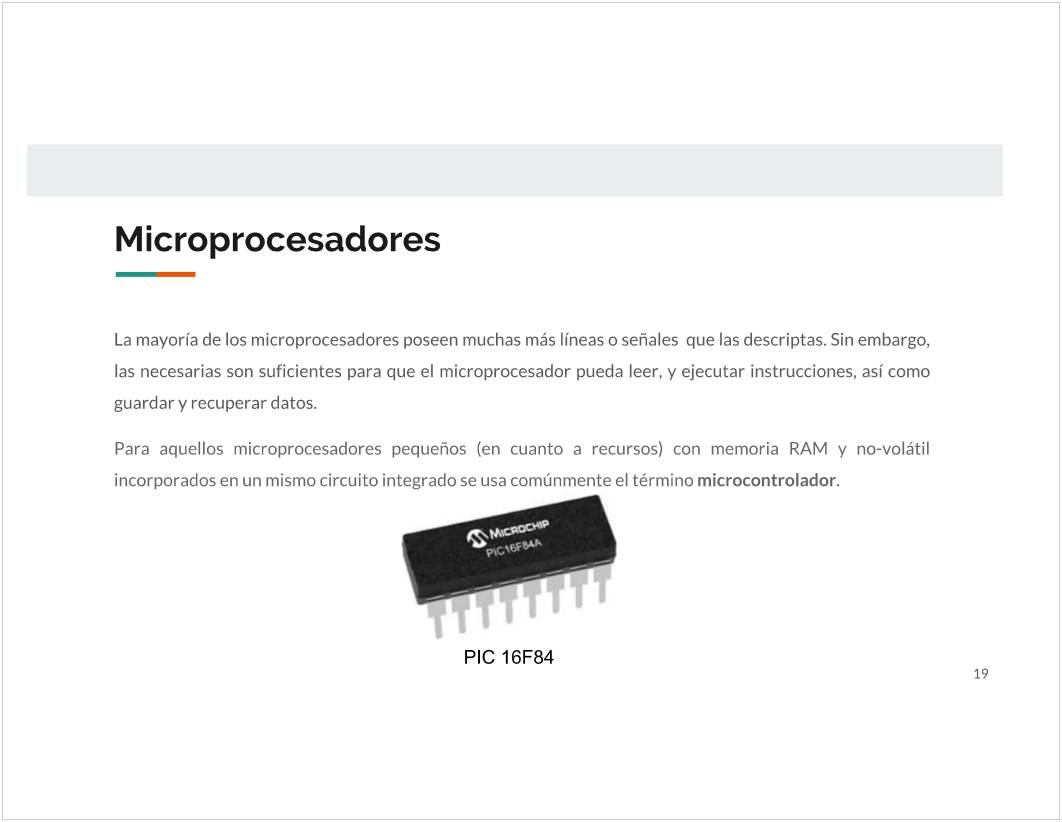 Microprocesadores
La mayoría de los microprocesadores poseen muchas más líneas o señales  que las descriptas. Sin embargo,
las necesarias son suficientes para que el microprocesador pueda leer, y ejecutar instrucciones, así como
guardar y recuperar datos.
Para aquellos microprocesadores pequeños (en cuanto a recursos) con memoria RAM y no-volátil
incorporados en un mismo circuito integrado se usa comúnmente el término microcontrolador.
MICROCHIP
PIC16F84A
PIC 16F84
19